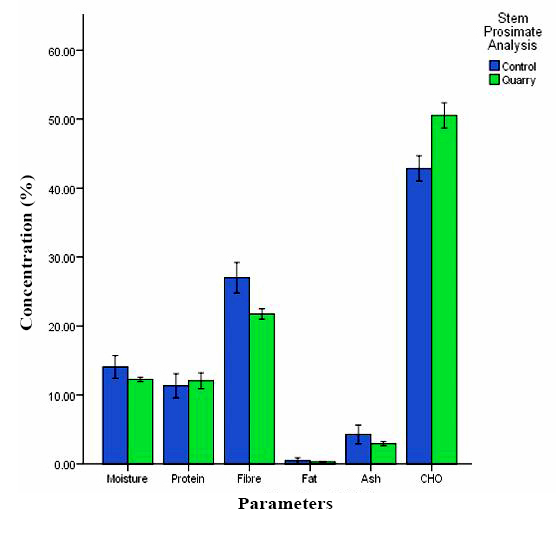 Stem
Prosimate
Analysis
Control
Quarry
60.00
50.00
40.00
30.00
20.00
10.00
0.00
Concentration (%)
Moisture Protein Fibre Fat Ash CHO
Parameters